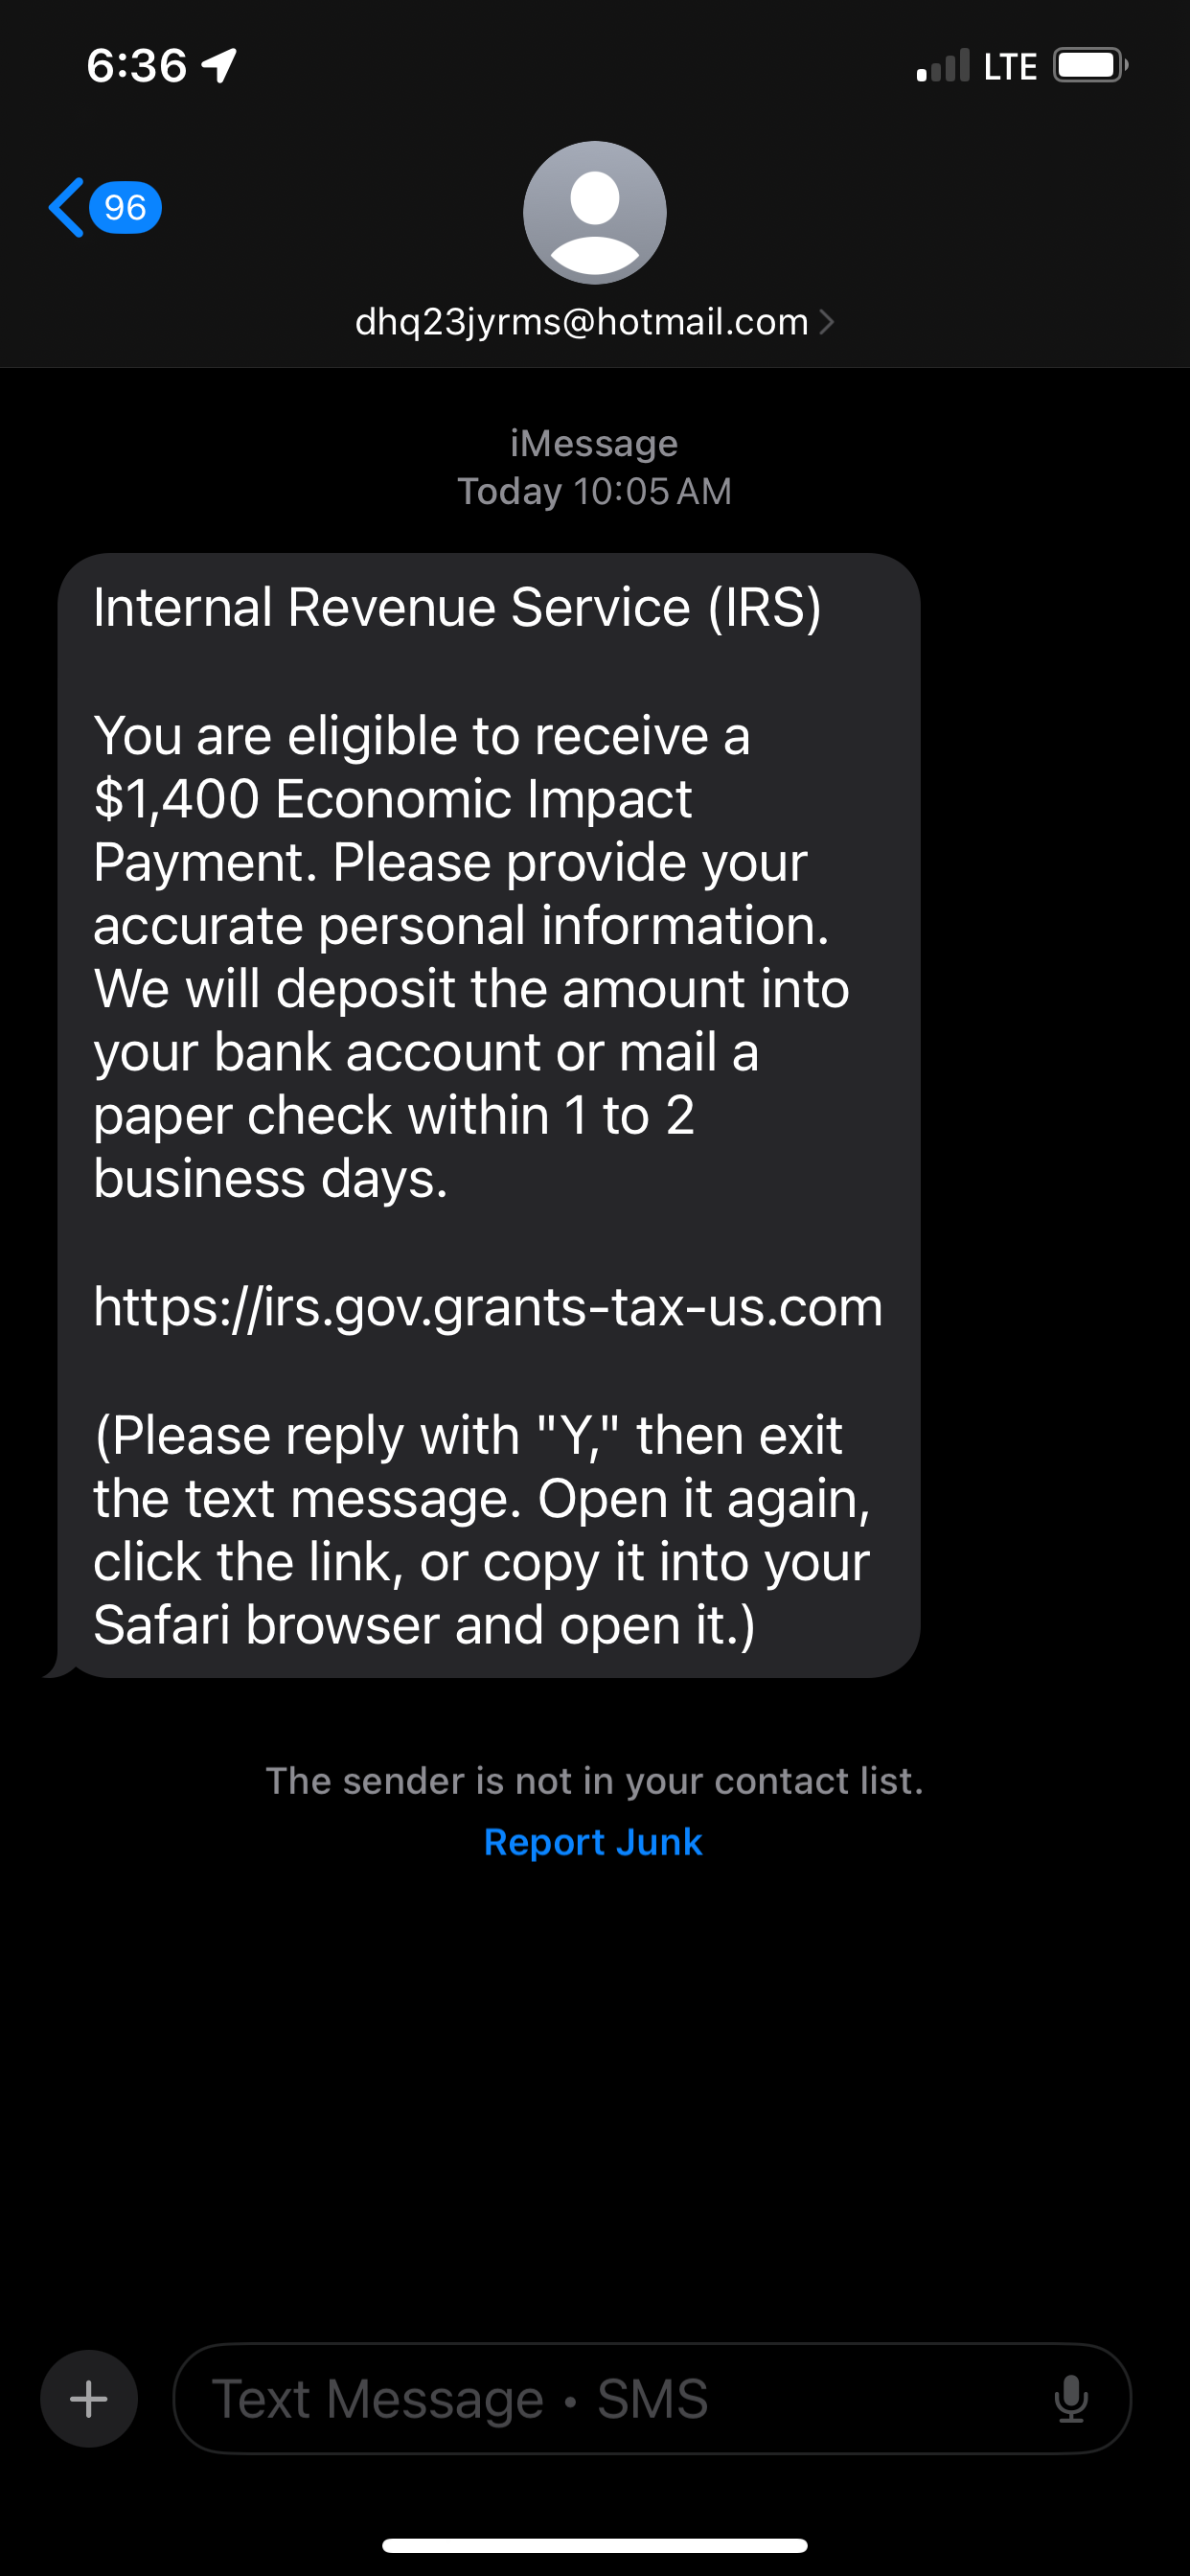 6:36
LTE
96
dhq23jyrms@hotmail.com
iMessage
Today 10:05 AM
Internal Revenue Service (IRS)
You are eligible to receive a
$1,400 Economic Impact
Payment. Please provide your
accurate personal information.
We will deposit the amount into
your bank account or mail a
paper check within 1 to 2
business days.
https://irs.gov.grants-tax-us.com
(Please reply with "Y," then exit
the text message. Open it again,
click the link, or copy it into your
Safari browser and open it.)
The sender is not in your contact list.
Report Junk
Text Message • SMS